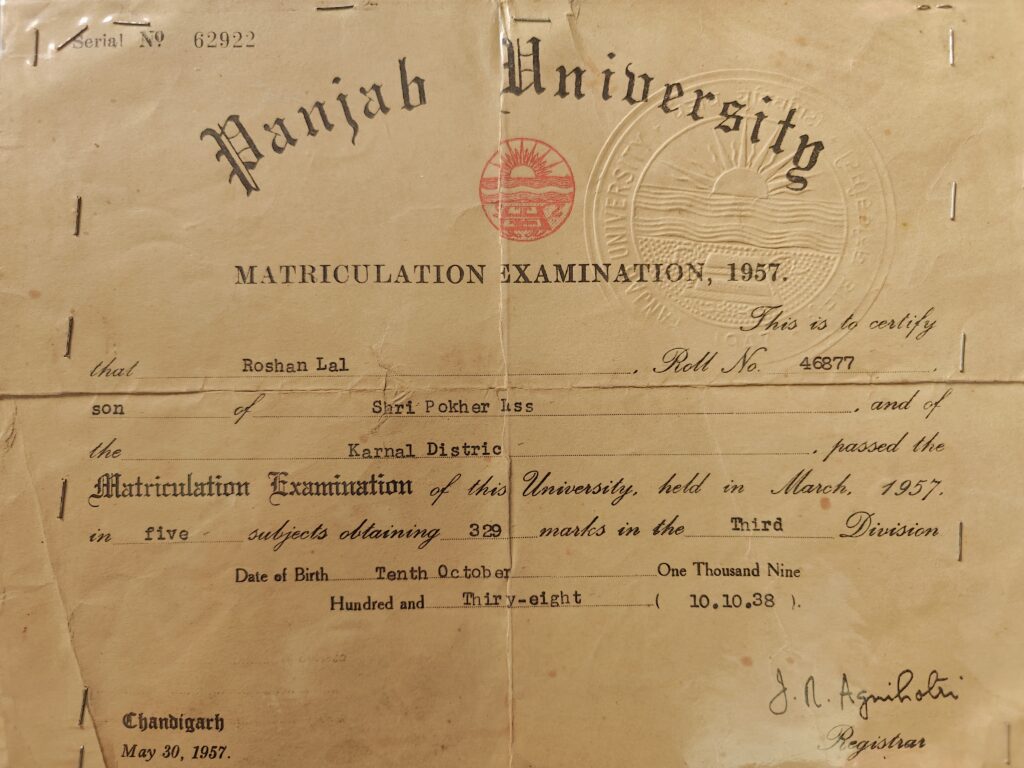 Serial No 62922
Panjab University
MATRICULATION EXAMINATION, 1957.
This is to certify
that Roshan Lal . Roll No. 46877 .
son of Shri Pokher , and of
the Karnal Distric , passed the
Matriculation Examination of this University, held in March, 1957.
in five subjects obtaining 329 marks in the Third Division
Date of Birth Tenth October One Thousand Nine
Hundred and Thiry-eight ( 10.10.38 ).
J. R. Agnihotri
Chandigarh
Registrar
May 30, 1957.
UNIVERSITY